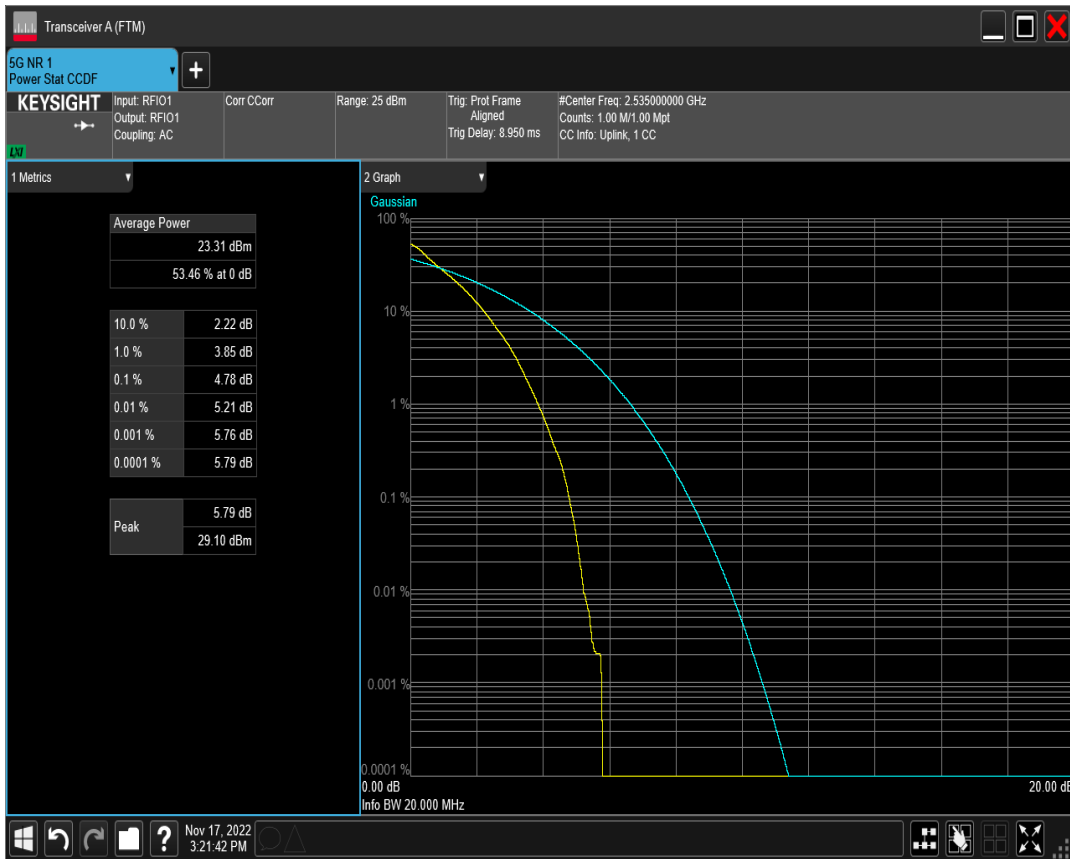 Transceiver A (FTM)
5G NR 1
Power Stat CCDF
+
KEYSIGHT
LXI
Input: RFIO1
Output: RFIO1
Coupling: AC
Corr CCorr
Range: 25 dBm
Trig: Prot Frame
Aligned
Trig Delay: 8.950 ms
#Center Freq: 2.535000000 GHz
Counts: 1.00 M/1.00 Mpt
CC Info: Uplink, 1 CC
1 Metrics
Average Power
23.31 dBm
53.46 % at 0 dB
10.0 % 2.22 dB
1.0 % 3.85 dB
0.1 % 4.78 dB
0.01 % 5.21 dB
0.001 % 5.76 dB
0.0001 % 5.79 dB
Peak 5.79 dB
29.10 dBm
2 Graph
Gaussian
100 %
10 %
1 %
0.1 %
0.01 %
0.001 %
0.0001 %
0.00 dB 20.00 dB
Info BW 20.000 MHz
? Nov 17, 2022
3:21:42 PM